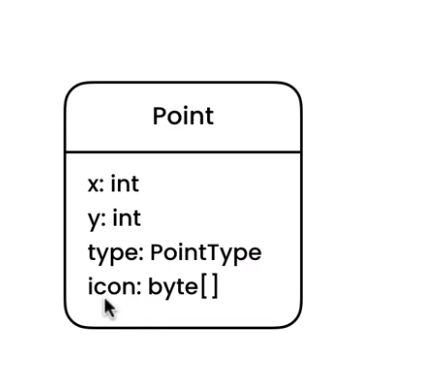 Point
x: int
y: int
type: PointType
icon: byte[]